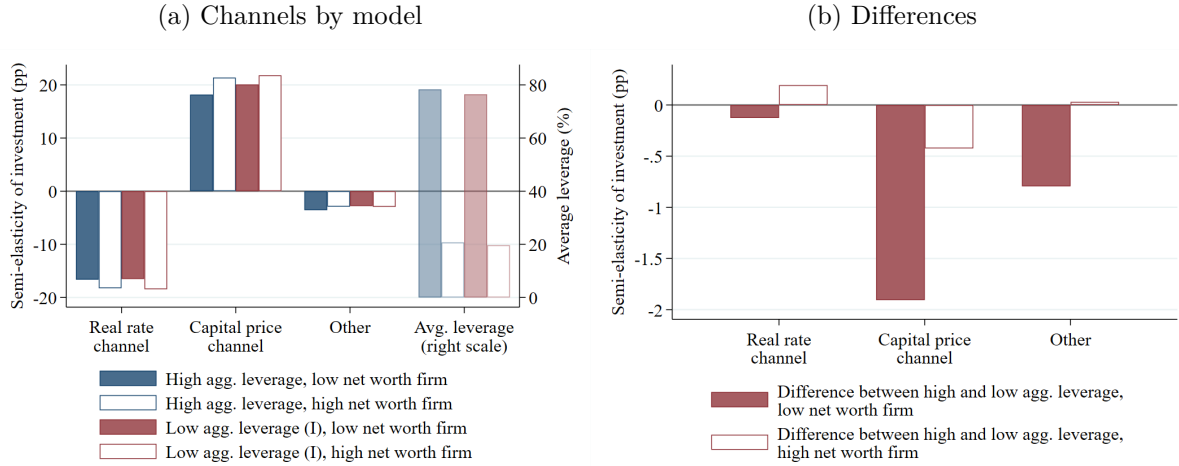 (a) Channels by model
Semi-elasticity of investment (pp)
20
10
0
-10
-20
80
60
40
20
0
Average leverage (%)
Real rate
channel
Capital price
channel
Other
Avg. leverage
(right scale)
High agg. leverage, low net worth firm
High agg. leverage, high net worth firm
Low agg. leverage (I), low net worth firm
Low agg. leverage (I), high net worth firm
(b) Differences
Semi-elasticity of investment (pp)
0
-.5
-1
-1.5
-2
Real rate
channel
Capital price
channel
Other
Difference between high and low agg. leverage,
low net worth firm
Difference between high and low agg. leverage,
high net worth firm